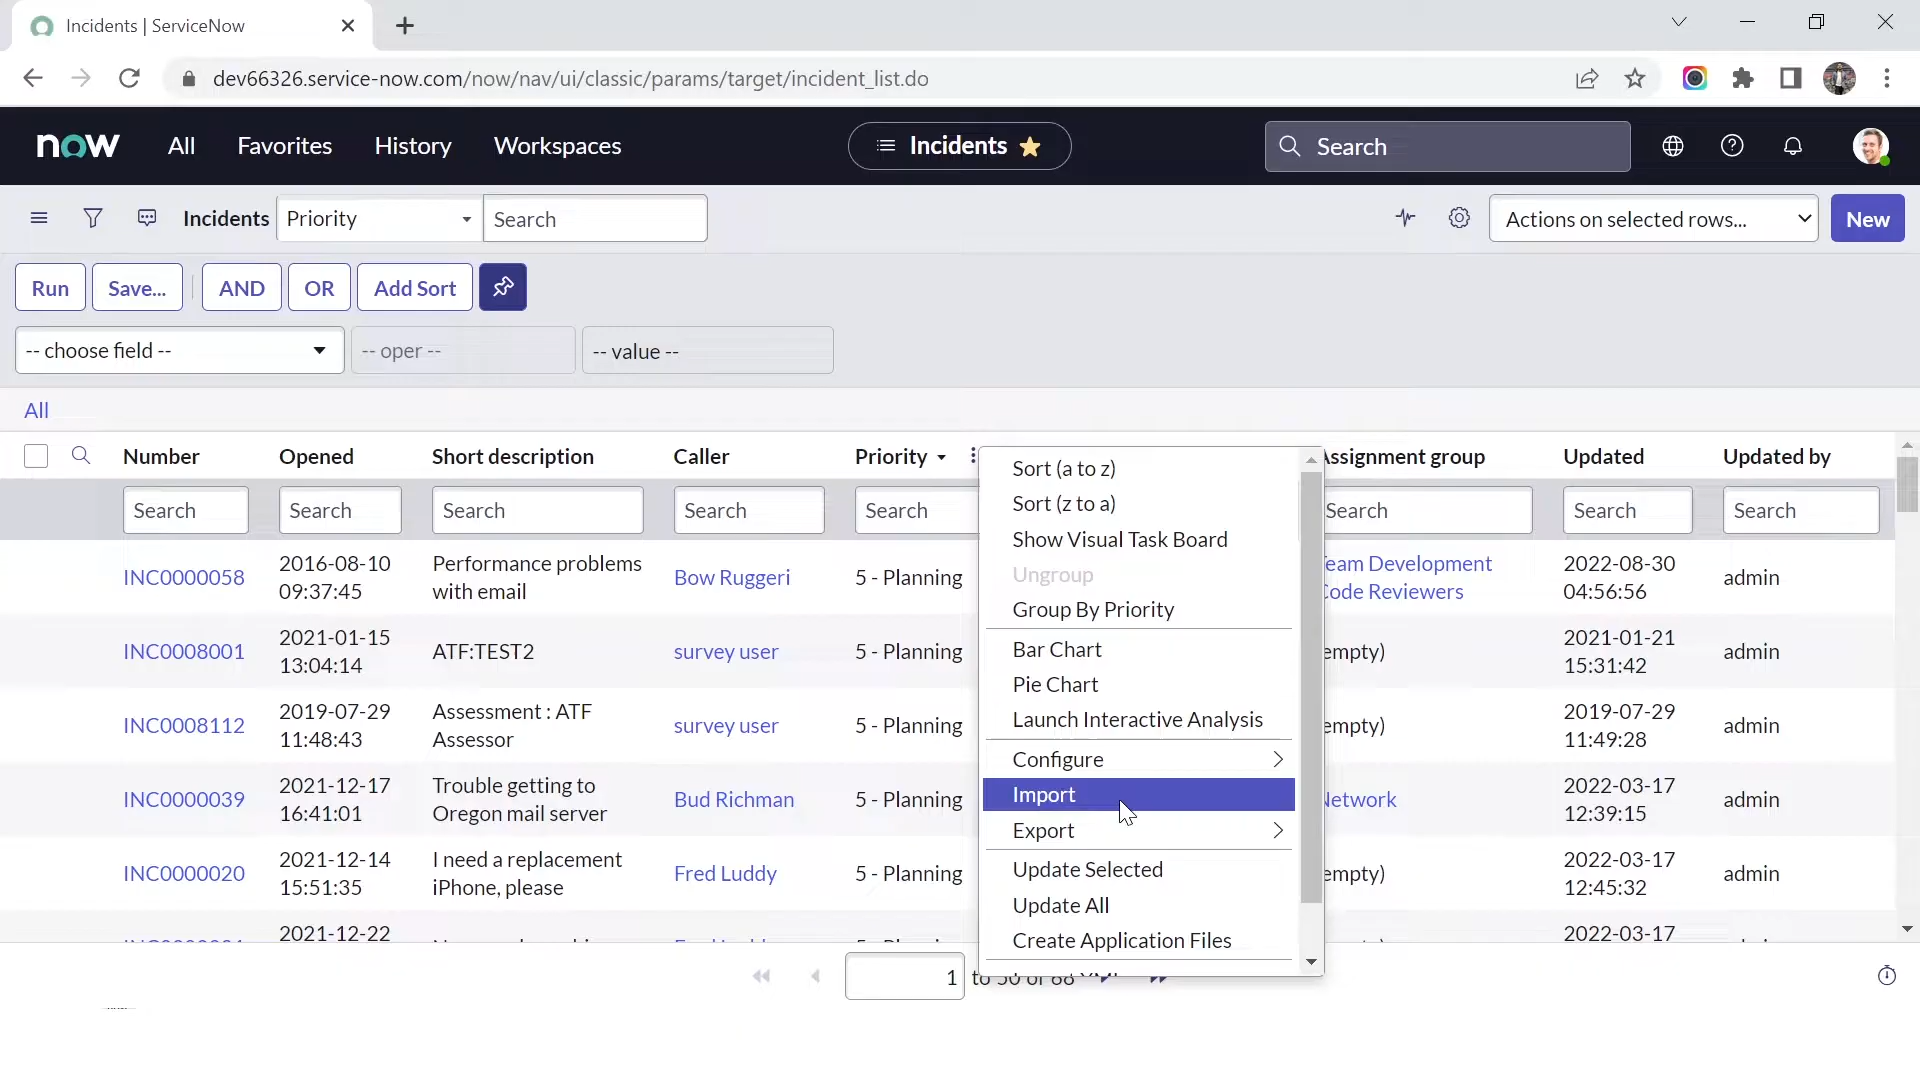 Incidents | ServiceNow
dev66326.service-now.com/now/nav/ui/classic/params/target/incident_list.do
now All Favorites History Workspaces Incidents Search
Incidents Priority Search Actions on selected rows... New
Run Save... AND OR Add Sort
-- choose field -- -- oper -- -- value --
All
Number Opened Short description Caller Priority Assignment group Updated Updated by
Search Search Search Search Search Search Search Search
INC0000058 2016-08-10 09:37:45 Performance problems with email Bow Ruggeri 5 - Planning Team Development Code Reviewers 2022-08-30 04:56:56 admin
INC0008001 2021-01-15 13:04:14 ATF:TEST2 survey user 5 - Planning empty) 2021-01-21 15:31:42 admin
INC0008112 2019-07-29 11:48:43 Assessment : ATF Assessor survey user 5 - Planning empty) 2019-07-29 11:49:28 admin
INC0000039 2021-12-17 16:41:01 Trouble getting to Oregon mail server Bud Richman 5 - Planning Network 2022-03-17 12:39:15 admin
INC0000020 2021-12-14 15:51:35 I need a replacement iPhone, please Fred Luddy 5 - Planning empty) 2022-03-17 12:45:32 admin
2021-12-22 2022-03-17
Sort (a to z)
Sort (z to a)
Show Visual Task Board
Ungroup
Group By Priority
Bar Chart
Pie Chart
Launch Interactive Analysis
Configure
Import
Export
Update Selected
Update All
Create Application Files
1 to 50 of 68